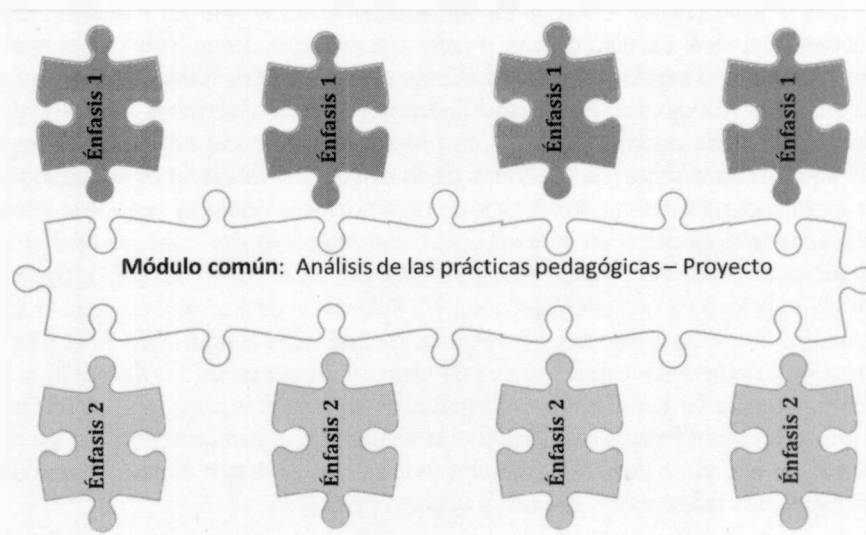 Énfasis 1
Énfasis 1
Énfasis 1
Énfasis 1
Módulo común: Análisis de las prácticas pedagógicas – Proyecto
Énfasis 2
Énfasis 2
Énfasis 2
Énfasis 2